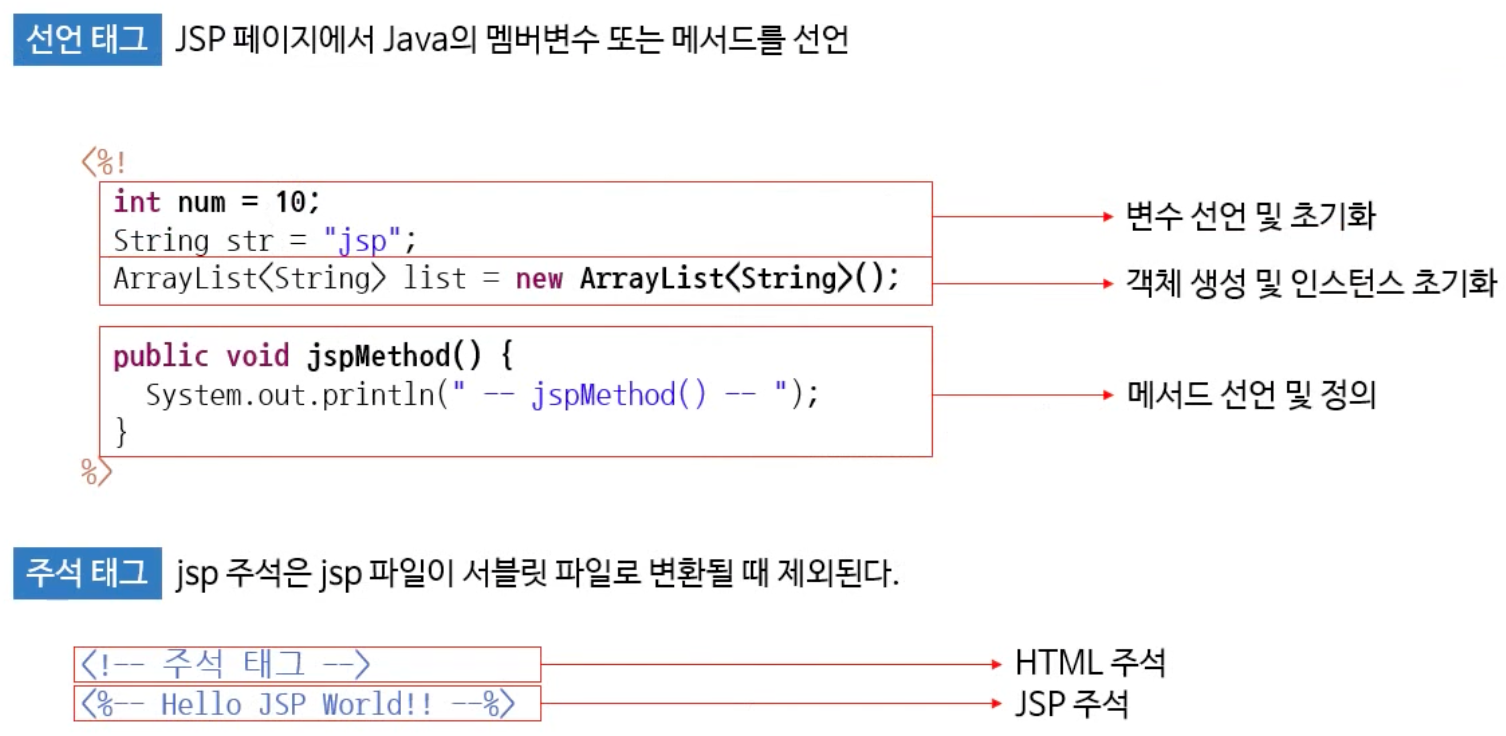 선언 태그 JSP 페이지에서 Java의 멤버변수 또는 메서드를 선언
<%!
int num = 10;
String str = "jsp";
변수 선언 및 초기화
ArrayList<String> list = new ArrayList<String>();
객체 생성 및 인스턴스 초기화
public void jspMethod() {
System.out.println(" -- jspMethod() -- ");
}
메서드 선언 및 정의
%>
주석 태그 jsp 주석은 jsp 파일이 서블릿 파일로 변환될 때 제외된다.
<!-- 주석 태그 --> HTML 주석
<%-- Hello JSP World!! --%> JSP 주석